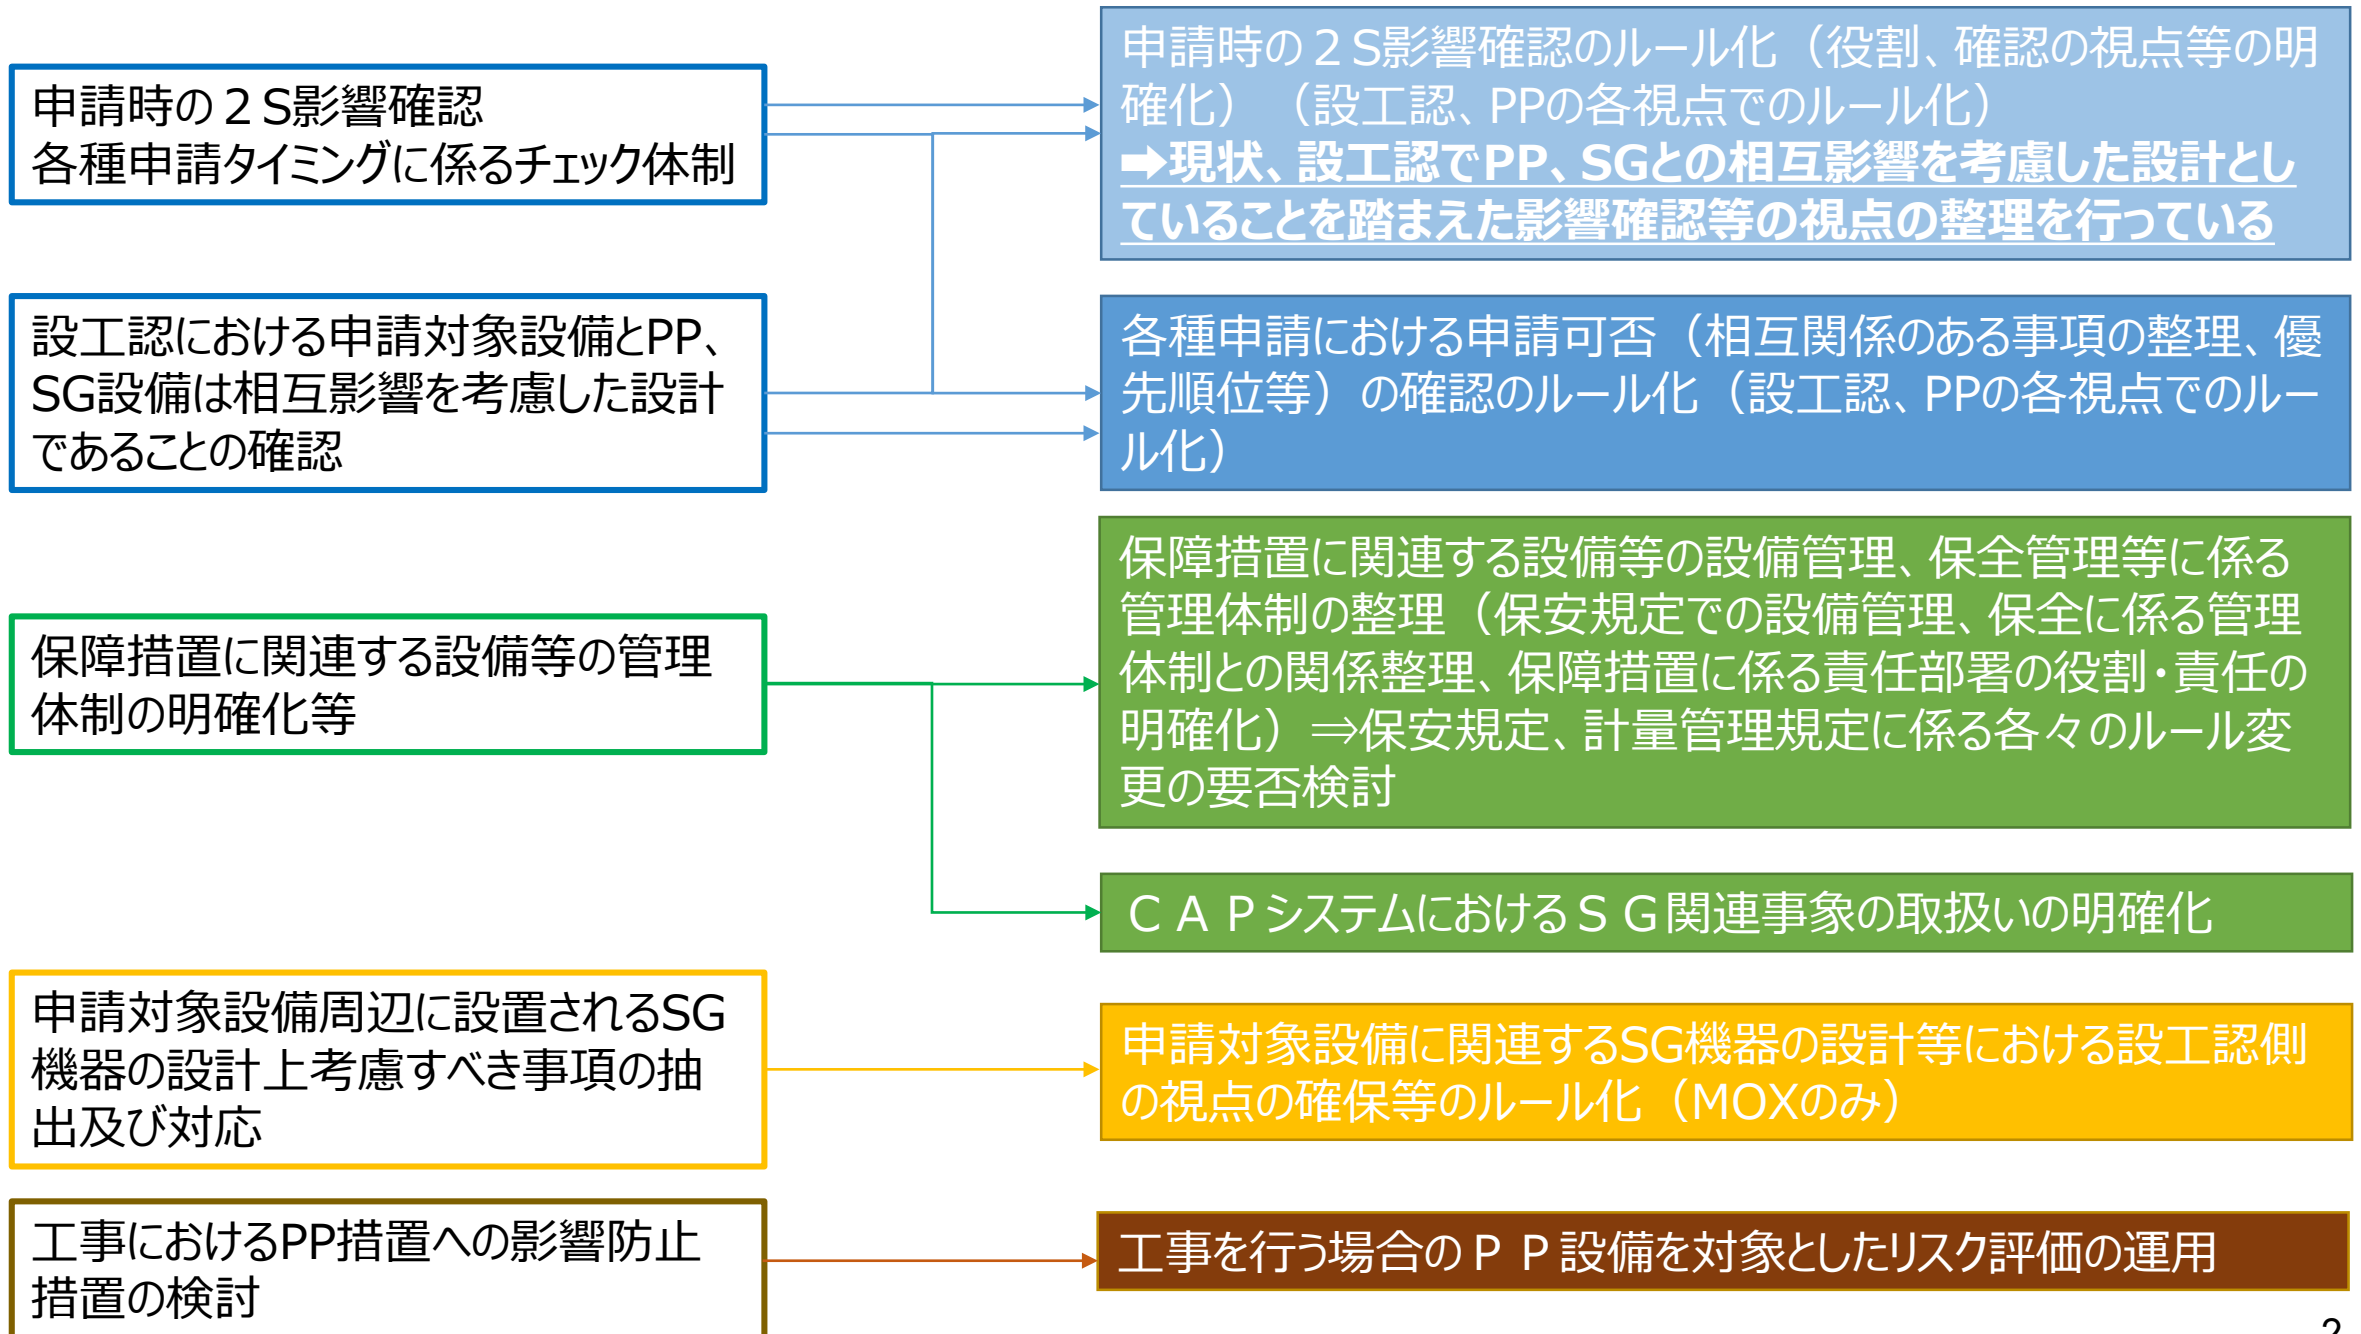 申請時の２S影響確認
各種申請タイミングに係るチェック体制
申請時の２S影響確認のルール化（役割、確認の視点等の明
確化）（設工認、PPの各視点でのルール化）
➡現状、設工認でPP、SGとの相互影響を考慮した設計とし
ていることを踏まえた影響確認等の視点の整理を行っている
設工認における申請対象設備とPP、
SG設備は相互影響を考慮した設計
であることの確認
各種申請における申請可否（相互関係のある事項の整理、優
先順位等）の確認のルール化（設工認、PPの各視点でのルー
ル化）
保障措置に関連する設備等の管理
体制の明確化等
保障措置に関連する設備等の設備管理、保全管理等に係る
管理体制の整理（保安規定での設備管理、保全に係る管理
体制との関係整理、保障措置に係る責任部署の役割・責任の
明確化）⇒保安規定、計量管理規定に係る各々のルール変
更の要否検討
ＣＡＰシステムにおけるＳＧ関連事象の取扱いの明確化
申請対象設備周辺に設置されるSG
機器の設計上考慮すべき事項の抽
出及び対応
申請対象設備に関連するSG機器の設計等における設工認側
の視点の確保等のルール化（MOXのみ）
工事におけるPP措置への影響防止
措置の検討
工事を行う場合のＰＰ設備を対象としたリスク評価の運用
2